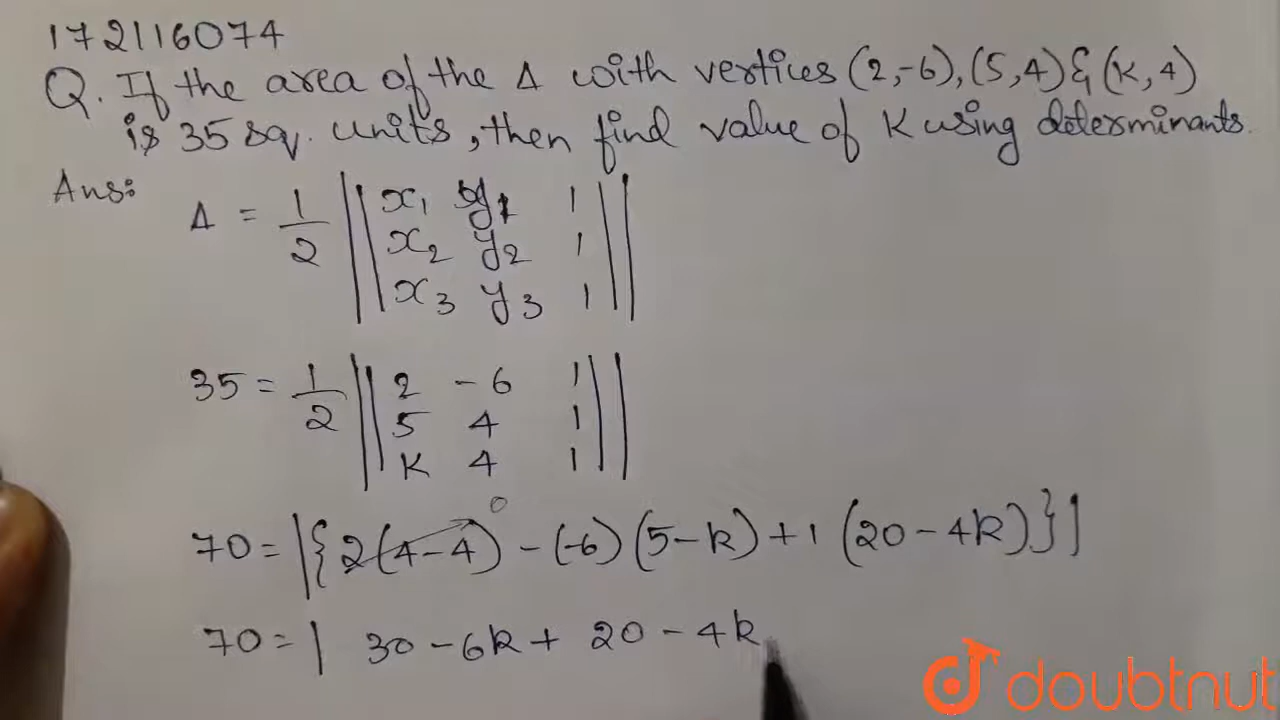 172116074
Q. If the area of the Δ with vertices (2,-6), (5,4) & (k,4)
is 35 sq. units, then find value of k using determinants.
Ans:
Δ = 1/2 || x₁ y₁ 1 ||
x₂ y₂ 1
x₃ y₃ 1
35 = 1/2 || 2 -6 1 ||
5 4 1
k 4 1
0
70 = |{2(4-4) - (-6)(5-k) + 1(20-4k)}|
70 = | 30 - 6k + 20 - 4k
doubtnut